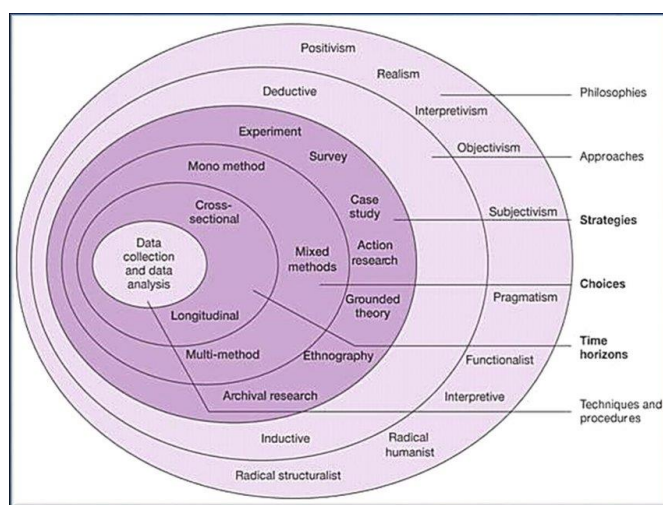 Positivism
Realism
Philosophies
Deductive
Interpretivism
Experiment
Objectivism
Approaches
Survey
Mono method
Case
study
Subjectivism
Strategies
Cross-
sectional
Data
collection
and data
analysis
Mixed
methods
Action
research
Choices
Pragmatism
Grounded
theory
Longitudinal
Time
horizons
Multi-method
Ethnography
Functionalist
Archival research
Interpretive
Techniques and
procedures
Inductive
Radical
humanist
Radical structuralist